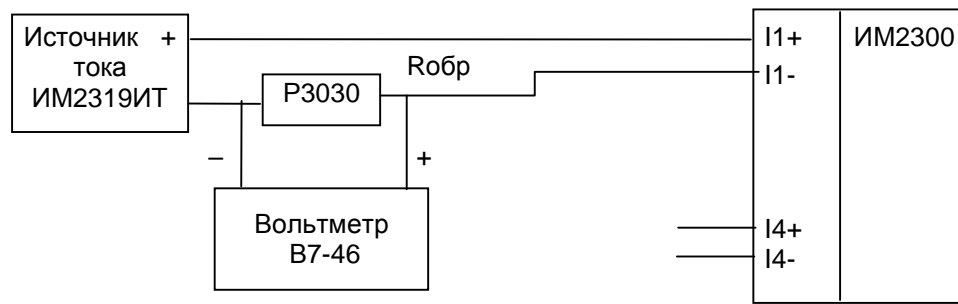 Источник +
тока
ИМ2319ИТ
Rобр
Р3030
I1+
I1-
ИМ2300
– +
Вольтметр
В7-46
I4+
I4-